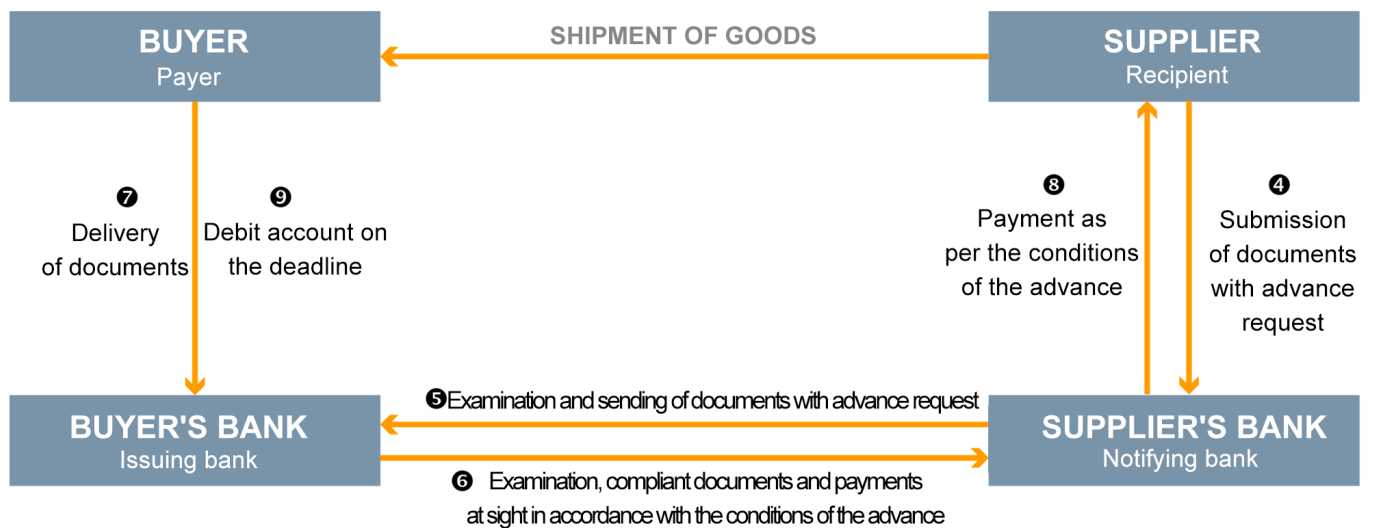 BUYER
Payer
SHIPMENT OF GOODS
SUPPLIER
Recipient
❼
Delivery
of documents
❾
Debit account on
the deadline
❽
Payment as
per the conditions
of the advance
❹
Submission
of documents
with advance
request
BUYER'S BANK
Issuing bank
❺Examination and sending of documents with advance request
❻ Examination, compliant documents and payments
at sight in accordance with the conditions of the advance
SUPPLIER'S BANK
Notifying bank